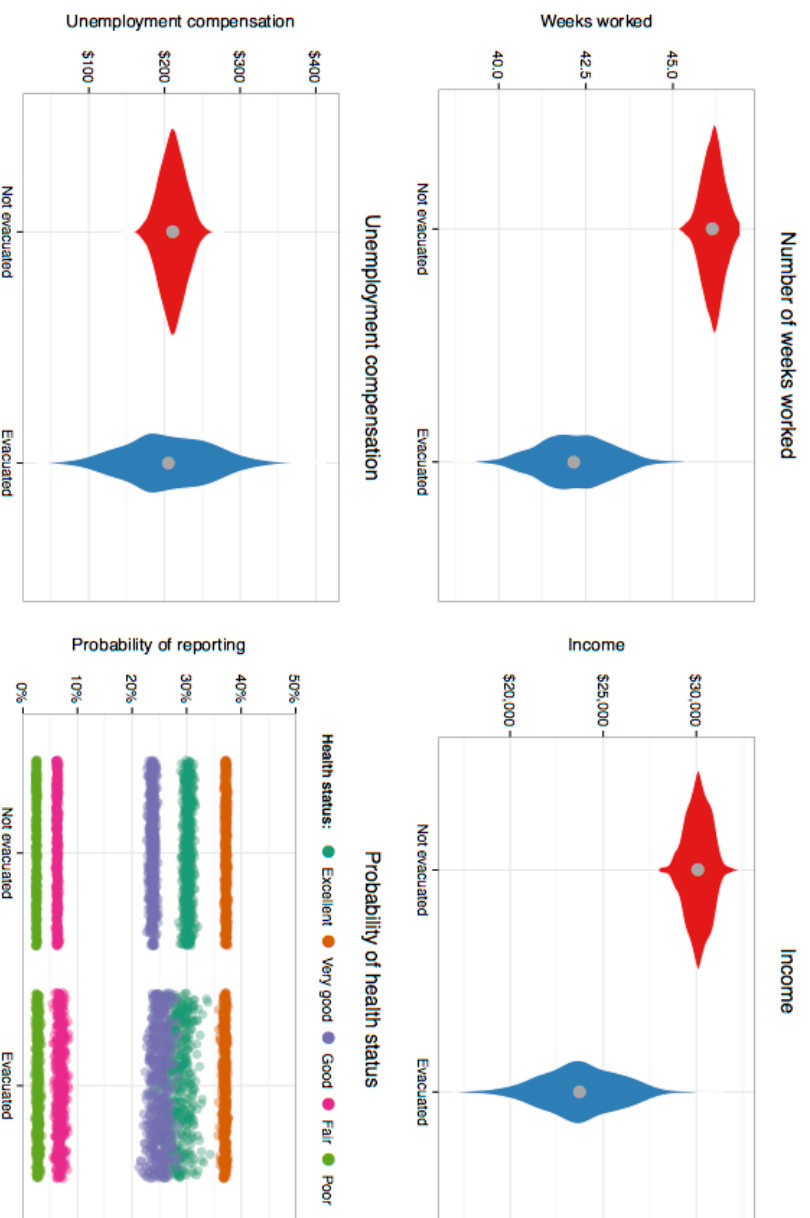 Number of weeks worked
Weeks worked
45.0
42.5
40.0
Not evacuated
Evacuated
Income
Income
$30,000
$25,000
$20,000
Not evacuated
Evacuated
Unemployment compensation
Unemployment compensation
$400
$300
$200
$100
Not evacuated
Evacuated
Probability of health status
Health status: Excellent Very good Good Fair Poor
Probability of reporting
50%
40%
30%
20%
10%
0%
Not evacuated
Evacuated